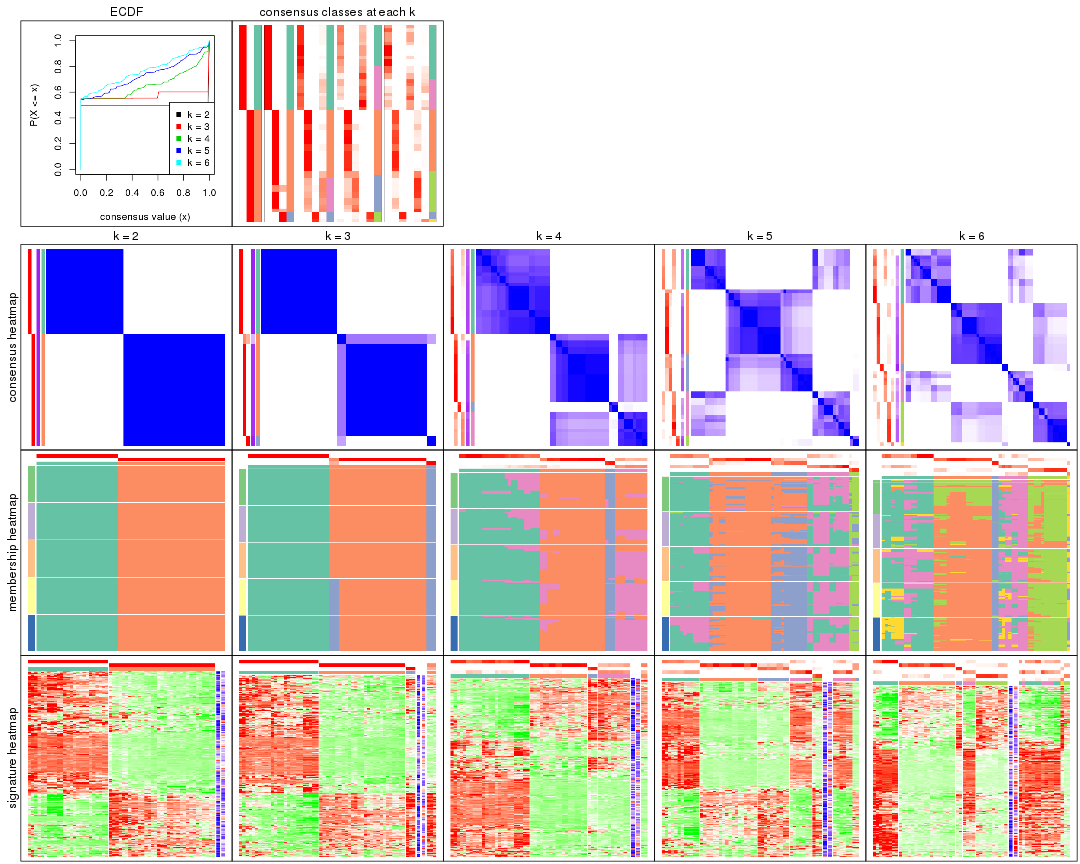 ECDF
consensus classes at each k
P(X <= x)
1.0
0.8
0.6
0.4
0.2
0.0
k = 2
k = 3
k = 4
k = 5
k = 6
0.0 0.2 0.4 0.6 0.8 1.0
consensus value (x)
k = 2
k = 3
k = 4
k = 5
k = 6
consensus heatmap
membership heatmap
signature heatmap